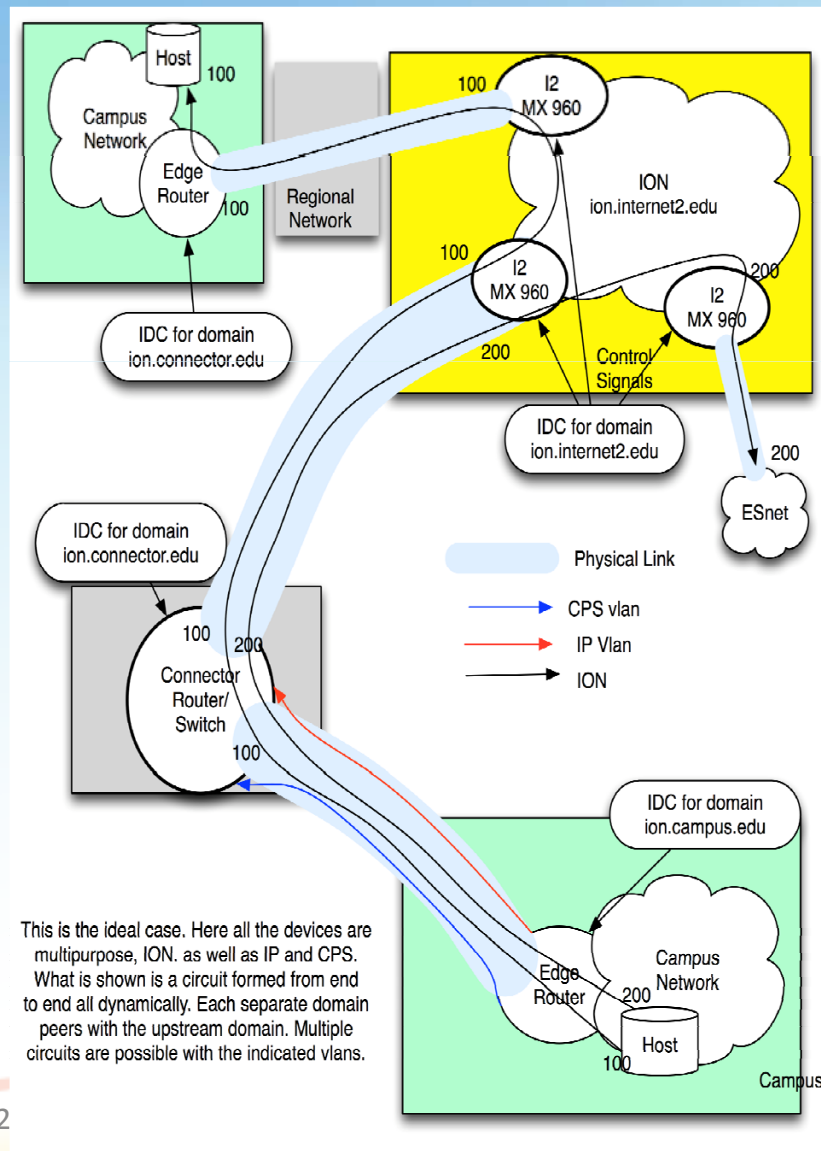 Host
100
Campus
Network
Edge
Router
100
Regional
Network
IDC for domain
ion.connector.edu
100
I2
MX 960
ION
ion.internet2.edu
100
I2
MX 960
200
200
I2
MX 960
Control
Signals
IDC for domain
ion.internet2.edu
200
ESnet
IDC for domain
ion.connector.edu
100
200
Connector
Router/
Switch
100
Physical Link
CPS vlan
IP Vlan
ION
IDC for domain
ion.campus.edu
Edge
Router
Campus
Network
200
Host
100
Campus
This is the ideal case. Here all the devices are
multipurpose, ION. as well as IP and CPS.
What is shown is a circuit formed from end
to end all dynamically. Each separate domain
peers with the upstream domain. Multiple
circuits are possible with the indicated vlans.
2